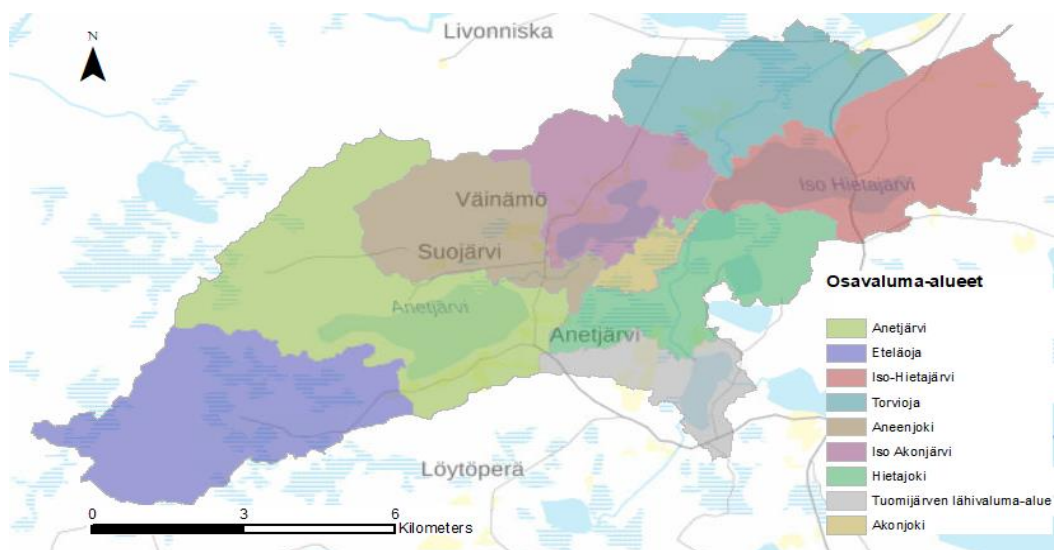 N
Livonniska
Väinämö
Iso Hietajärvi
Suojärvi
Anetjärvi
Anetjärvi
Löytöperä
0 3 6
Kilometers
Osavaluma-alueet
Anetjärvi
Eteläoja
Iso-Hietajärvi
Torvioja
Aneenjoki
Iso Akonjärvi
Hietajoki
Tuomijärven lähivaluma-alue
Akonjoki